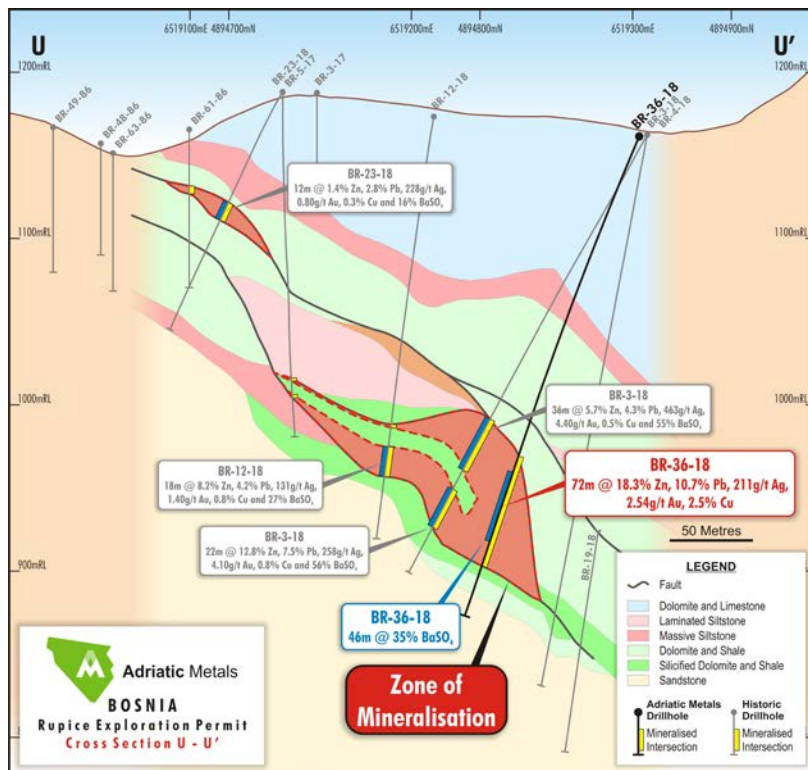 6519100mE
4894700mN
6519200mE
4894800mN
6519300mE
4894900mN
U
U'
1200mRL
1200mRL
BR-49-86
BR-48-86
BR-63-86
BR-61-86
BR-23-18
BR-5-17
BR-3-17
BR-12-18
BR-36-18
BR-3-18
BR-4-18
BR-23-18
12m @ 1.4% Zn, 2.8% Pb, 228g/t Ag,
0.80g/t Au, 0.3% Cu and 16% BaSO₄
1100mRL
1100mRL
1000mRL
1000mRL
BR-3-18
36m @ 5.7% Zn, 4.3% Pb, 463g/t Ag,
4.40g/t Au, 0.5% Cu and 55% BaSO₄
BR-12-18
18m @ 8.2% Zn, 4.2% Pb, 131g/t Ag,
1.40g/t Au, 0.8% Cu and 27% BaSO₄
BR-36-18
72m @ 18.3% Zn, 10.7% Pb, 211g/t Ag,
2.54g/t Au, 2.5% Cu
BR-3-18
22m @ 12.8% Zn, 7.5% Pb, 258g/t Ag,
4.10g/t Au, 0.8% Cu and 56% BaSO₄
50 Metres
BR-19-18
900mRL
BR-36-18
46m @ 35% BaSO₄
Zone of
Mineralisation
LEGEND
Fault
Dolomite and Limestone
Laminated Siltstone
Massive Siltstone
Dolomite and Shale
Silicified Dolomite and Shale
Sandstone
Adriatic Metals
Drillhole
Historic
Drillhole
Mineralised
Intersection
Mineralised
Intersection
Adriatic Metals
BOSNIA
Rupice Exploration Permit
Cross Section U - U'